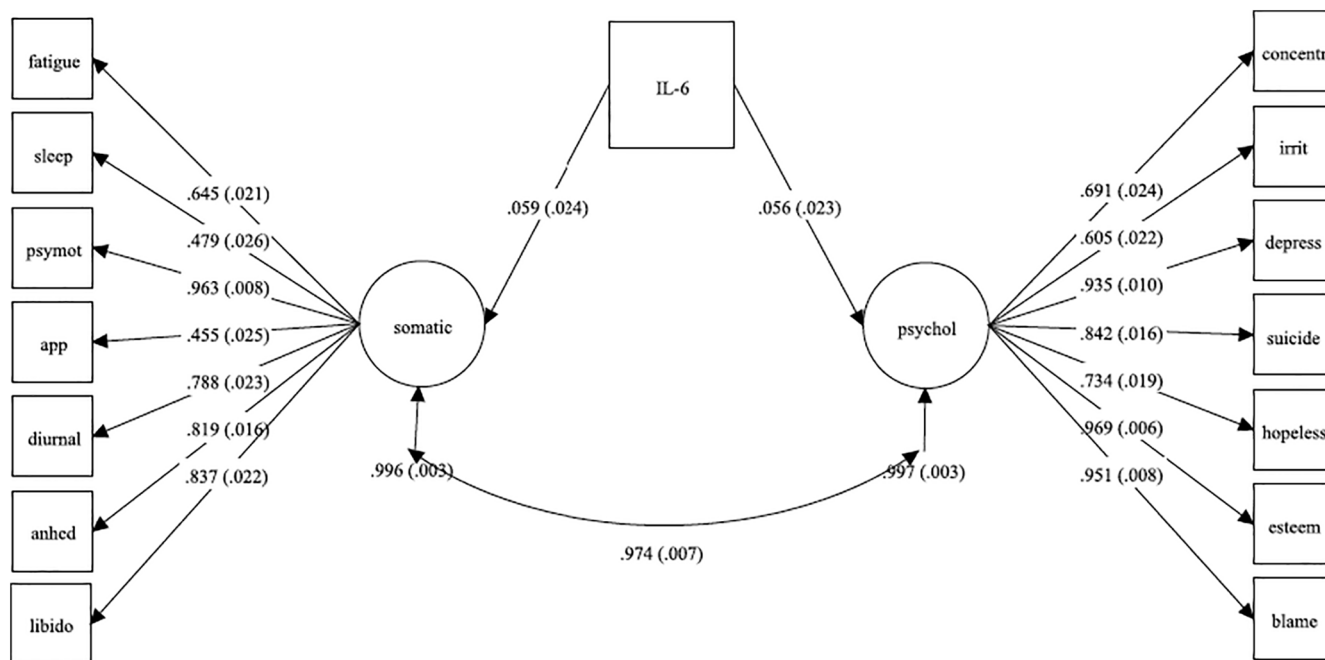 fatigue
sleep
psymot
app
diurnal
anhed
libido
.645 (.021)
.479 (.026)
.963 (.008)
.455 (.025)
.788 (.023)
.819 (.016)
.837 (.022)
somatic
IL-6
.059 (.024)
.056 (.023)
.996 (.003)
.997 (.003)
.974 (.007)
psychol
.691 (.024)
.605 (.022)
.935 (.010)
.842 (.016)
.734 (.019)
.969 (.006)
.951 (.008)
concentr
irrit
depress
suicide
hopeless
esteem
blame